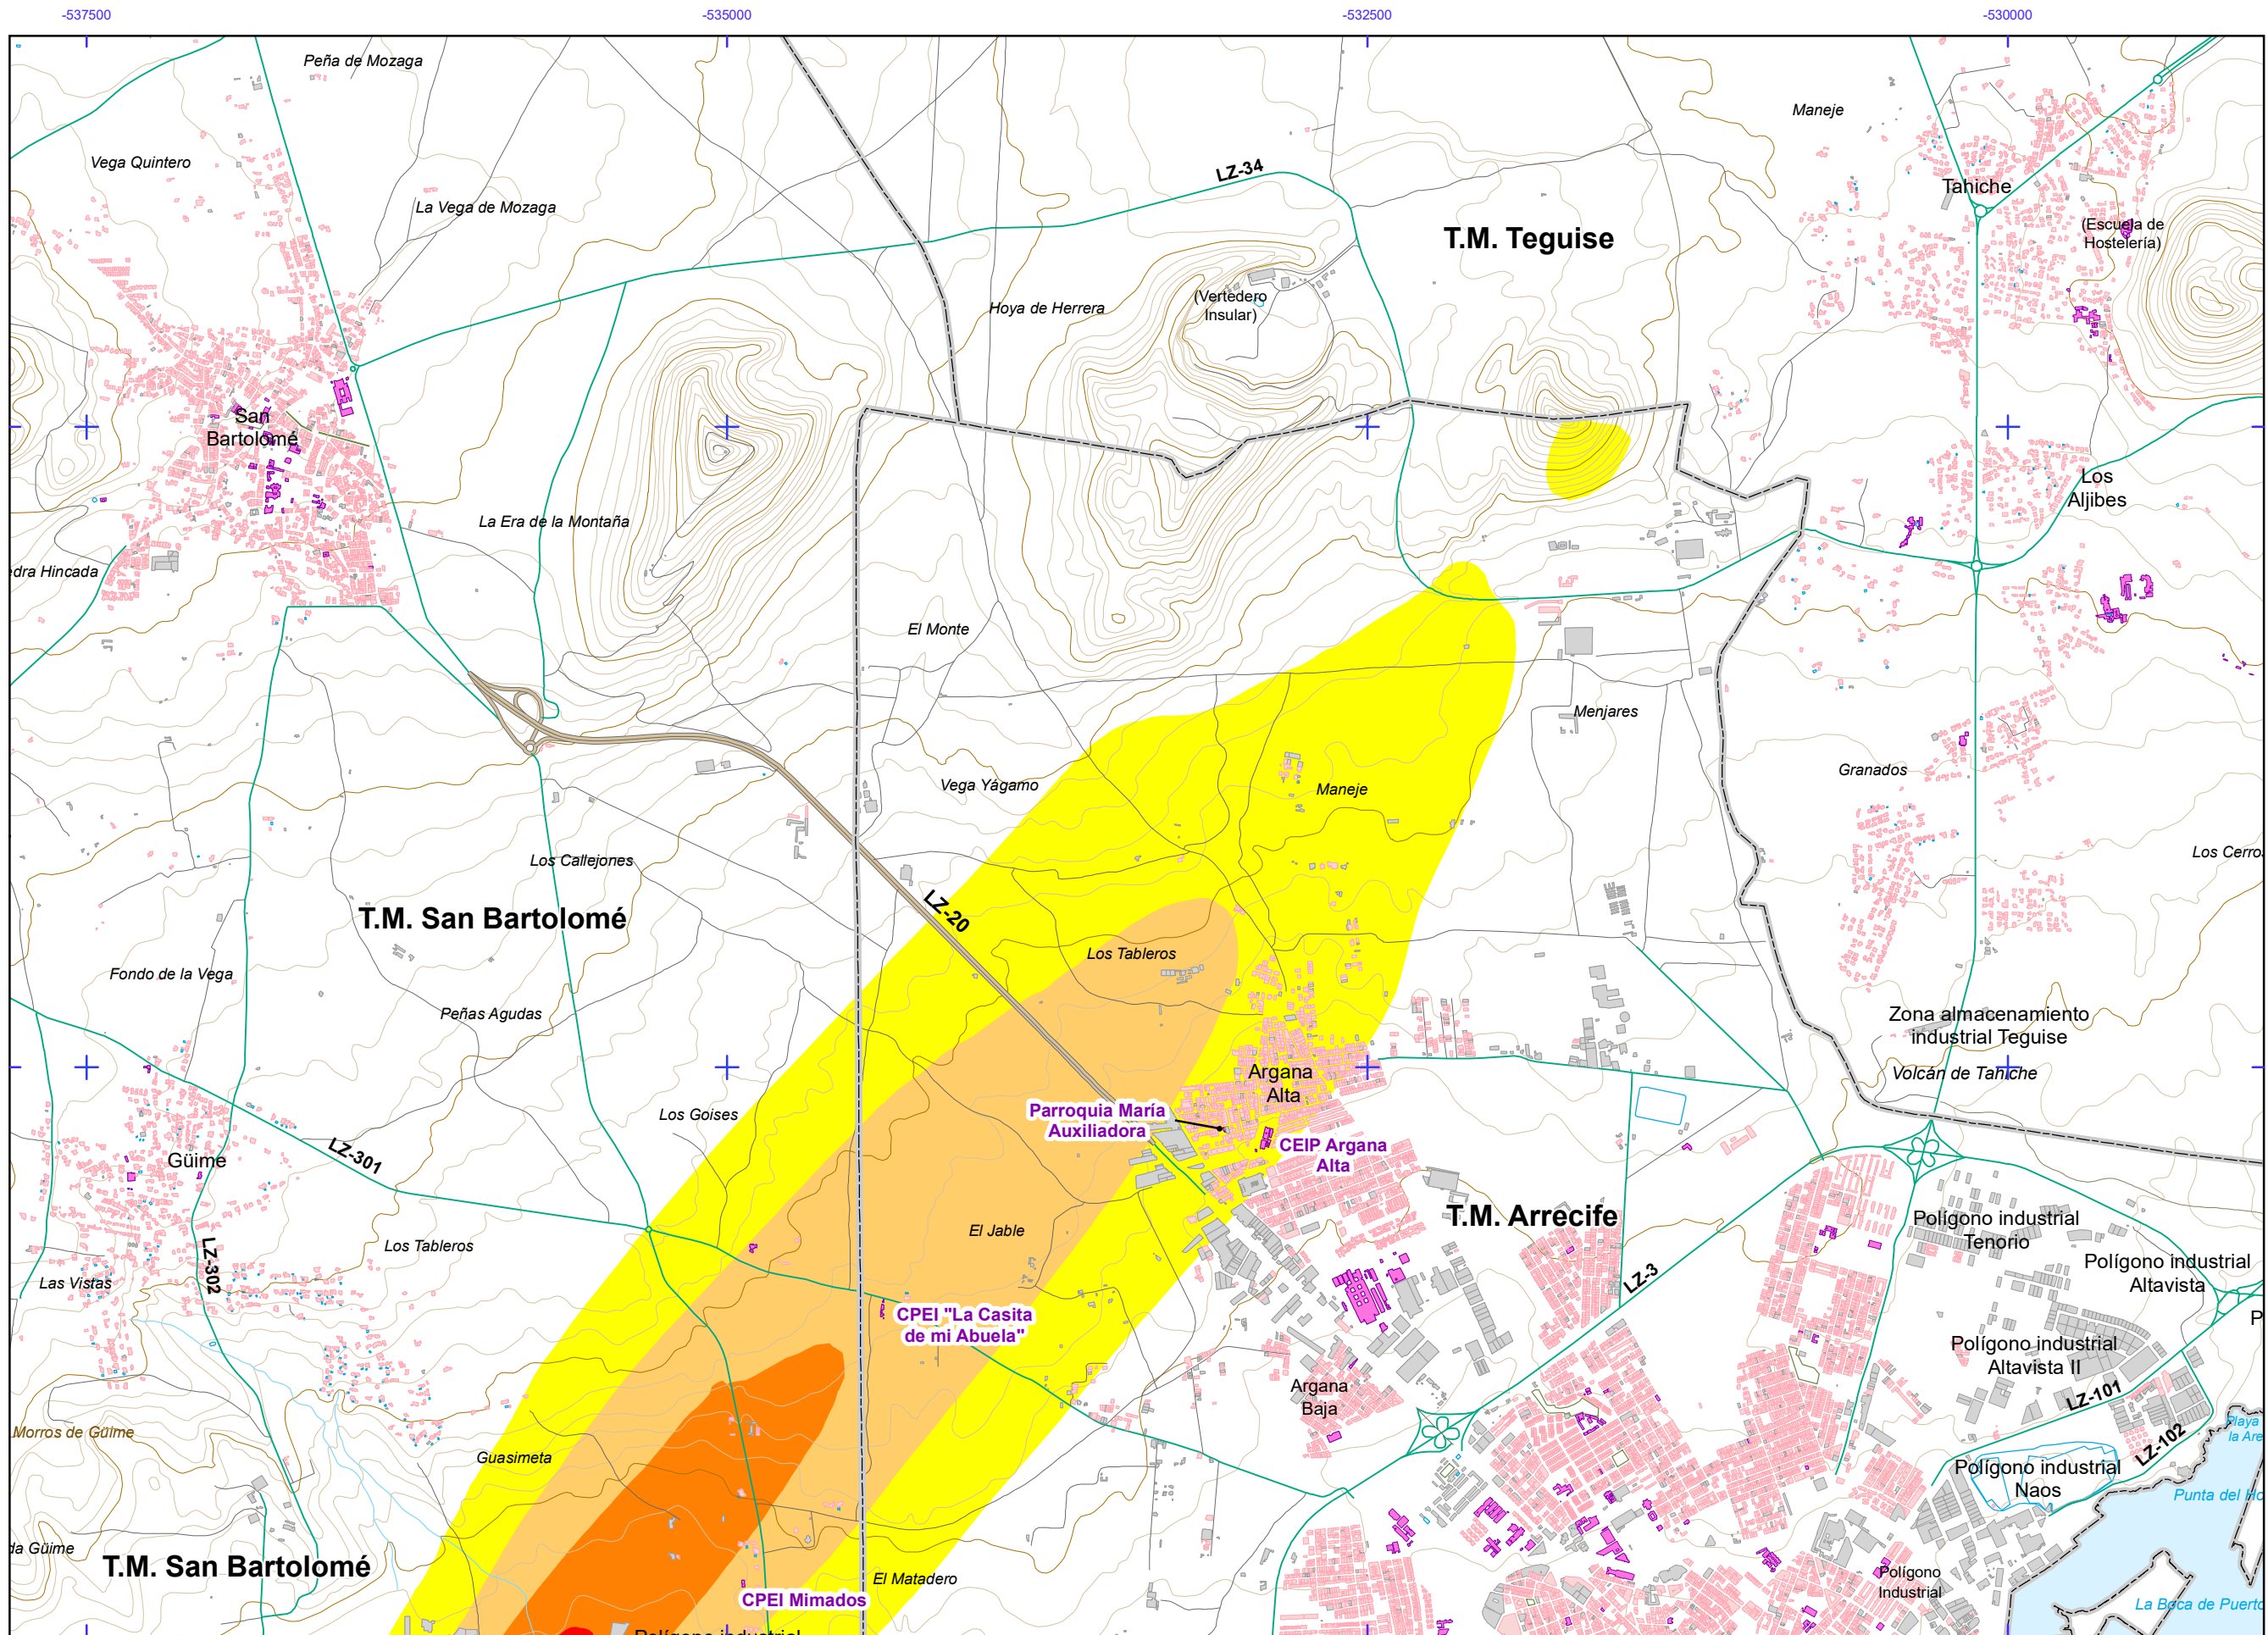 -537500
-535000
-532500
-530000
Peña de Mozaga
Maneje
Vega Quintero
LZ-34
Tahiche
La Vega de Mozaga
T.M. Teguise
(Escuela de
Hostelería)
(Vertedero
Insular)
Hoya de Herrera
San
Bartolomé
Los
Aljibes
La Era de la Montaña
edra Hincada
El Monte
Menjares
Granados
Vega Yágamo
Maneje
Los Callejones
Los Cerro
LZ-20
T.M. San Bartolomé
Los Tableros
Fondo de la Vega
Peñas Agudas
Zona almacenamiento
industrial Teguise
Volcán de Tahiche
Argana
Alta
Los Goises
Parroquia María
Auxiliadora
CEIP Argana
Alta
LZ-301
Güime
T.M. Arrecife
Polígono industrial
Tenorio
El Jable
Los Tableros
LZ-302
Las Vistas
LZ-3
Polígono industrial
Altavista
P
CPEI "La Casita
de mi Abuela"
Polígono industrial
Altavista II
Argana
Baja
LZ-101
Morros de Güime
Playa
la Are
LZ-102
Guasimeta
Polígono industrial
Naos
Punta del Ho
da Güime
T.M. San Bartolomé
El Matadero
CPEI Mimados
Polígono
Industrial
La Boca de Puerto
Polígono industrial